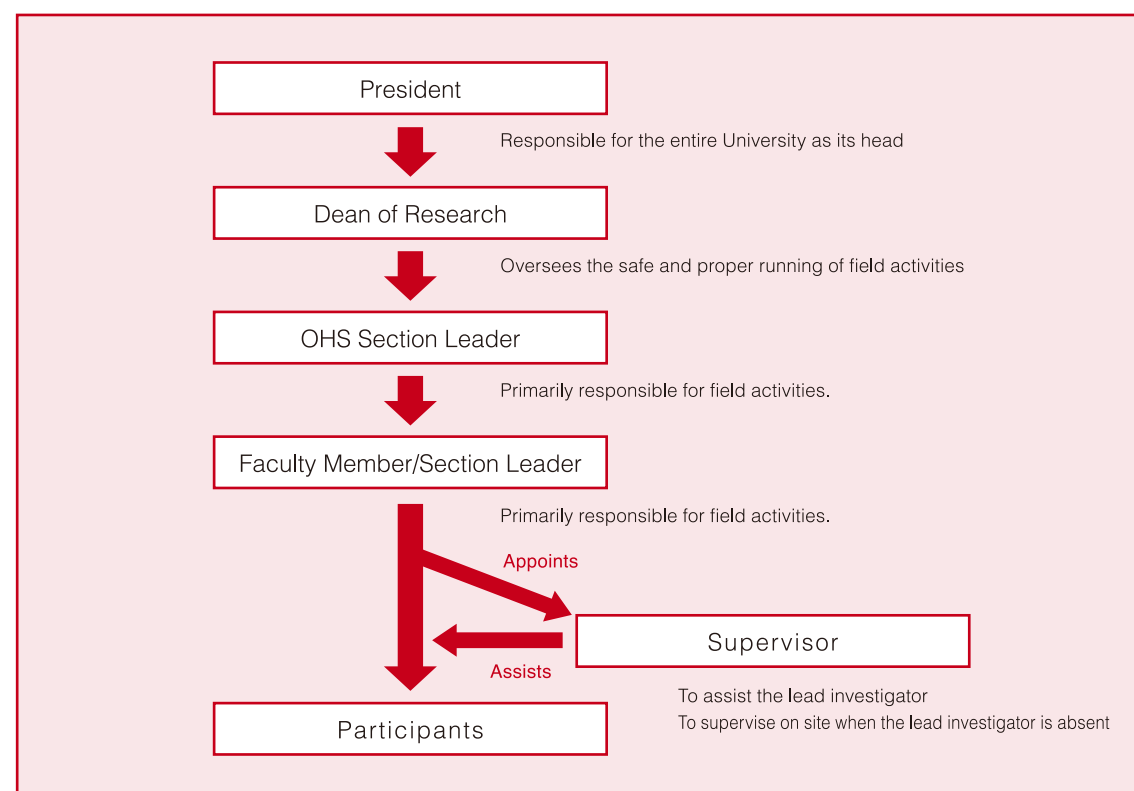 President
Responsible for the entire University as its head
Dean of Research
Oversees the safe and proper running of field activities
OHS Section Leader
Primarily responsible for field activities.
Faculty Member/Section Leader
Primarily responsible for field activities.
Appoints
Supervisor
Assists
To assist the lead investigator
To supervise on site when the lead investigator is absent
Participants